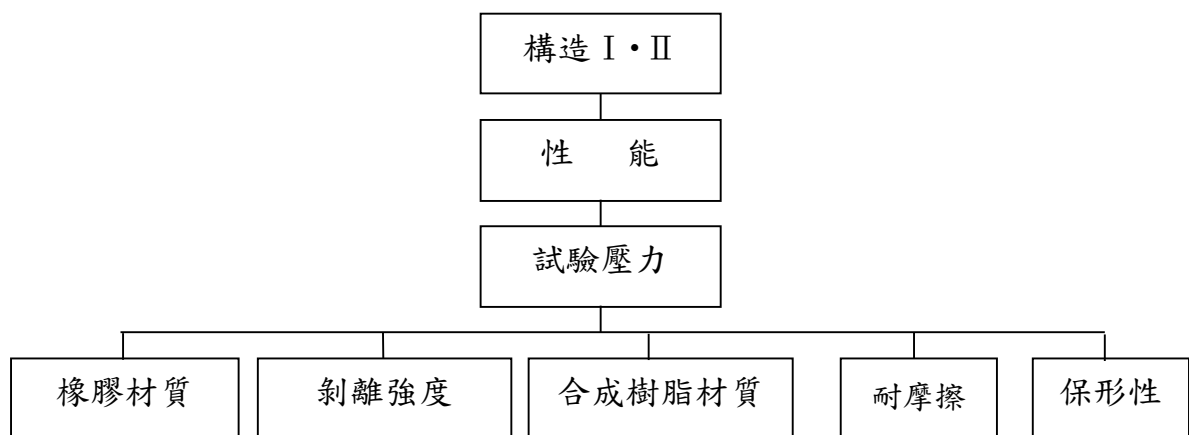 構造Ⅰ・Ⅱ
性 能
試驗壓力
橡膠材質
剝離強度
合成樹脂材質
耐摩擦
保形性